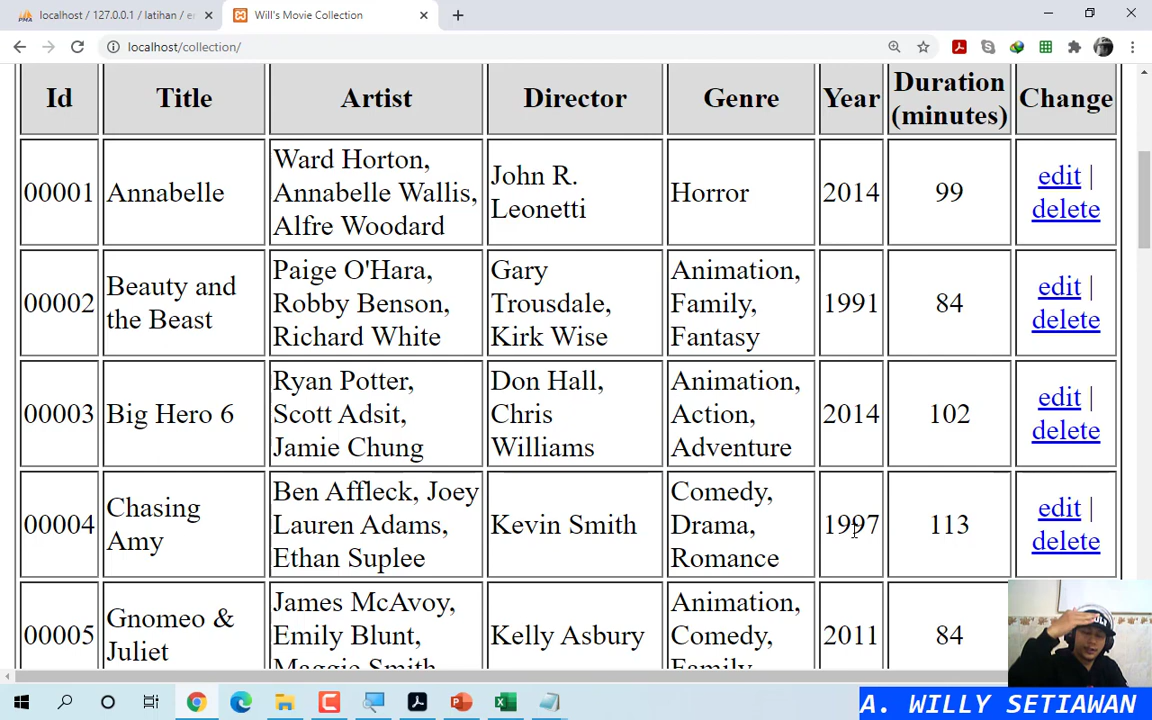 localhost / 127.0.0.1 / latihan / e
Will's Movie Collection
localhost/collection/
Id Title Artist Director Genre Year Duration (minutes) Change
00001 Annabelle Ward Horton, Annabelle Wallis, Alfre Woodard John R. Leonetti Horror 2014 99 edit | delete
00002 Beauty and the Beast Paige O'Hara, Robby Benson, Richard White Gary Trousdale, Kirk Wise Animation, Family, Fantasy 1991 84 edit | delete
00003 Big Hero 6 Ryan Potter, Scott Adsit, Jamie Chung Don Hall, Chris Williams Animation, Action, Adventure 2014 102 edit | delete
00004 Chasing Amy Ben Affleck, Joey Lauren Adams, Ethan Suplee Kevin Smith Comedy, Drama, Romance 1997 113 edit | delete
00005 Gnomeo & Juliet James McAvoy, Emily Blunt, Maggie Smith Kelly Asbury Animation, Comedy, Family 2011 84
A. WILLY SETIAWAN